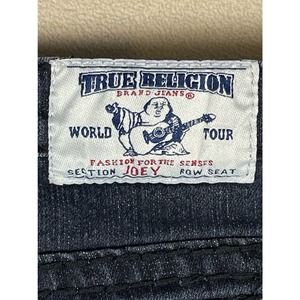 TRUE RELIGION
BRAND JEANS®
WORLD TOUR
FASHION FOR THE SENSES
SECTION JOEY ROW SEAT